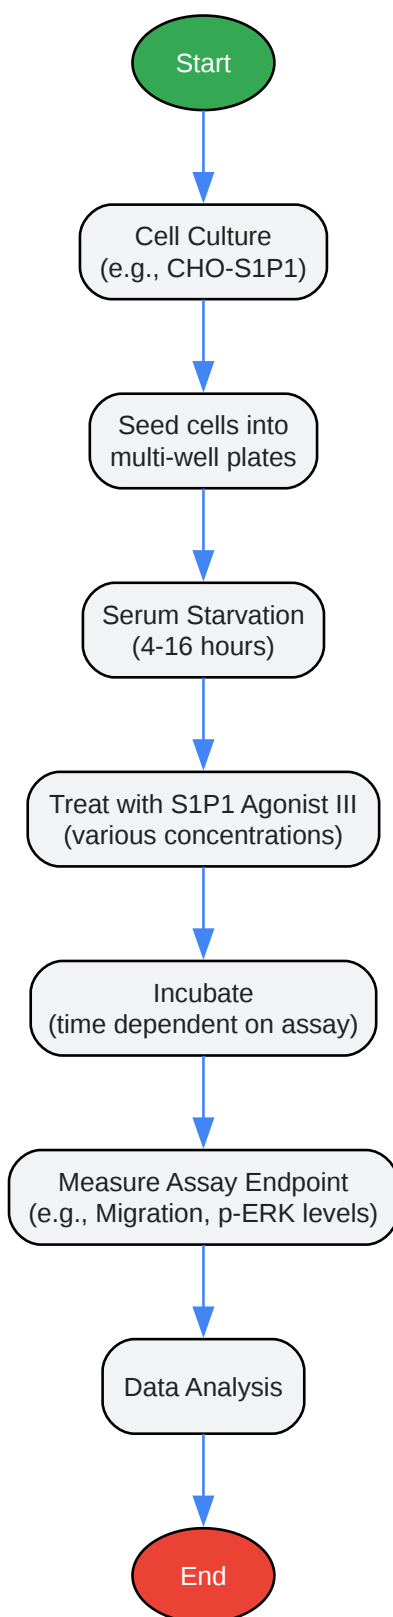 Start
Cell Culture
(e.g., CHO-S1P1)
Seed cells into
multi-well plates
Serum Starvation
(4-16 hours)
Treat with S1P1 Agonist III
(various concentrations)
Incubate
(time dependent on assay)
Measure Assay Endpoint
(e.g., Migration, p-ERK levels)
Data Analysis
End